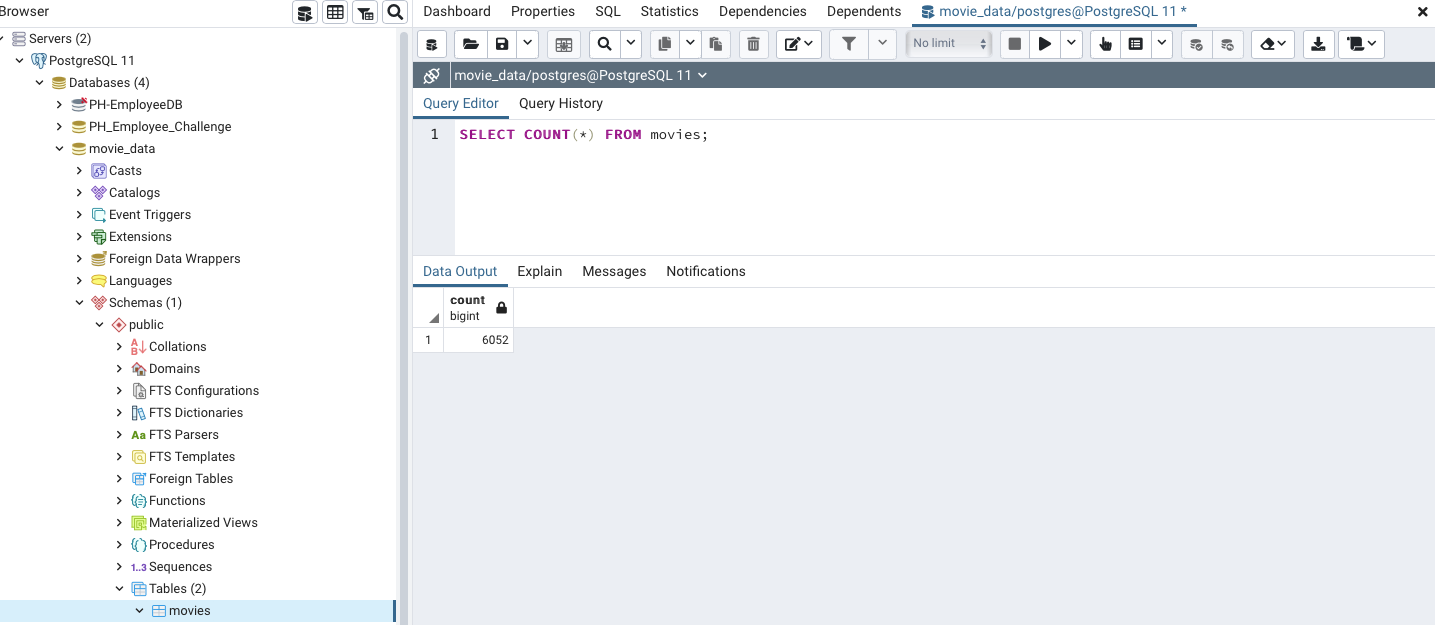 Browser
Servers (2)
PostgreSQL 11
Databases (4)
PH-EmployeeDB
PH_Employee_Challenge
movie_data
Casts
Catalogs
Event Triggers
Extensions
Foreign Data Wrappers
Languages
Schemas (1)
public
Collations
Domains
FTS Configurations
FTS Dictionaries
Aa FTS Parsers
FTS Templates
Foreign Tables
Functions
Materialized Views
Procedures
1..3 Sequences
Tables (2)
movies
Dashboard Properties SQL Statistics Dependencies Dependents movie_data/postgres@PostgreSQL 11 *
No limit
movie_data/postgres@PostgreSQL 11
Query Editor Query History
1 SELECT COUNT(*) FROM movies;
Data Output Explain Messages Notifications
count
bigint
1 6052